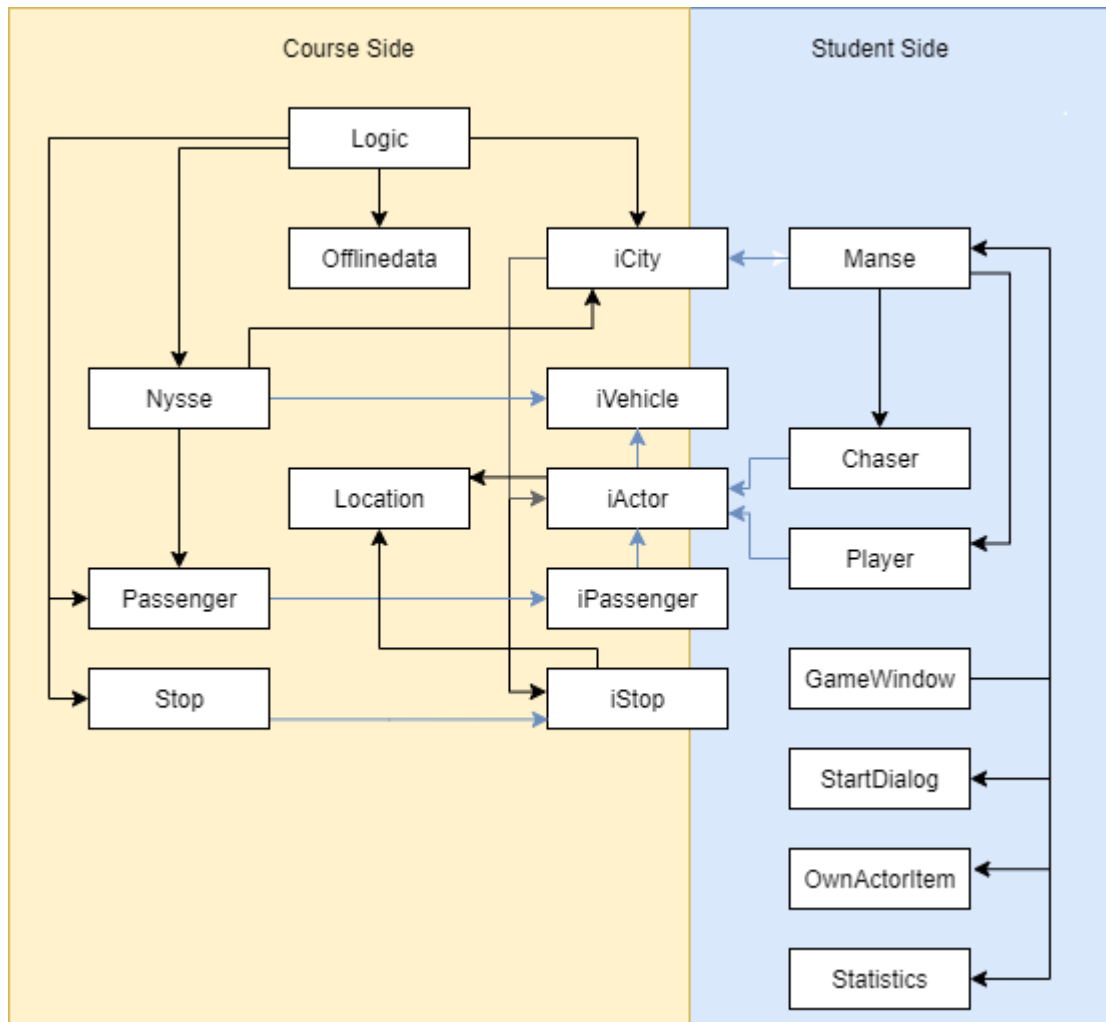 Course Side
Student Side
Logic
Offlinedata
iCity
Manse
Nysse
iVehicle
Chaser
Location
iActor
Player
Passenger
iPassenger
GameWindow
Stop
iStop
StartDialog
OwnActorItem
Statistics